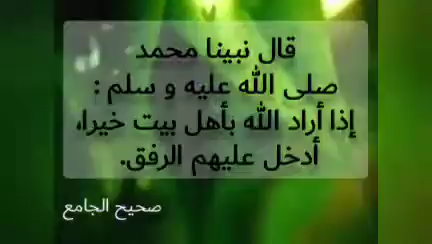 قال نبينا محمد
صلى الله عليه و سلم :
إذا أراد الله بأهل بيت خيرا،
أدخل عليهم الرفق.
صحيح الجامع